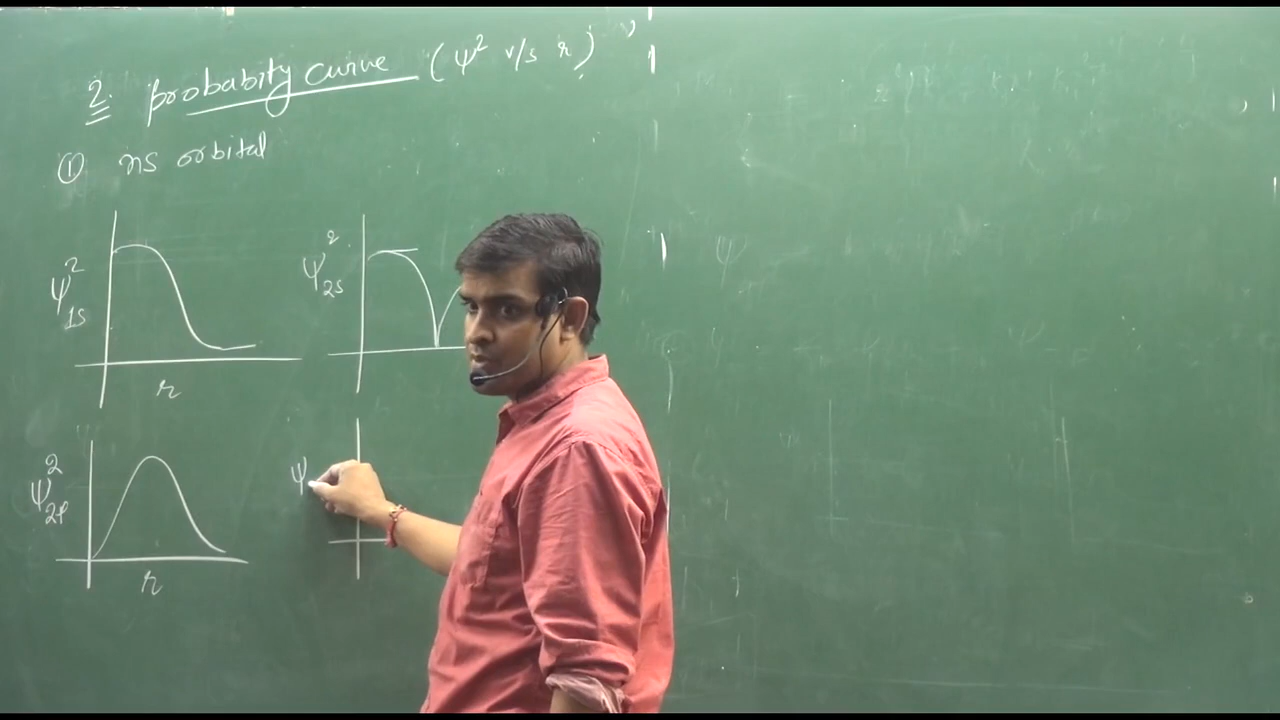 2. probabity curve (ψ² v/s r)
① ns orbital
ψ²1s
r
ψ²2s
ψ²2p
r
ψ